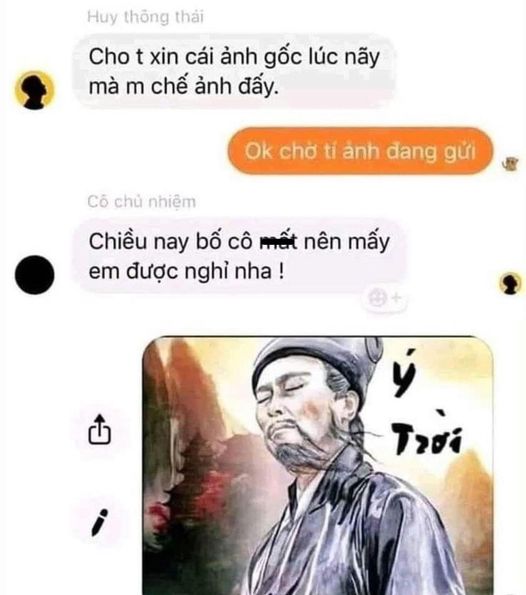 Huy thông thái
Cho t xin cái ảnh gốc lúc nãy
mà m chế ảnh đấy.
Ok chờ tí ảnh đang gửi
Cô chủ nhiệm
Chiều nay bố cô mất nên mấy
em được nghỉ nha !
Ý
Trời